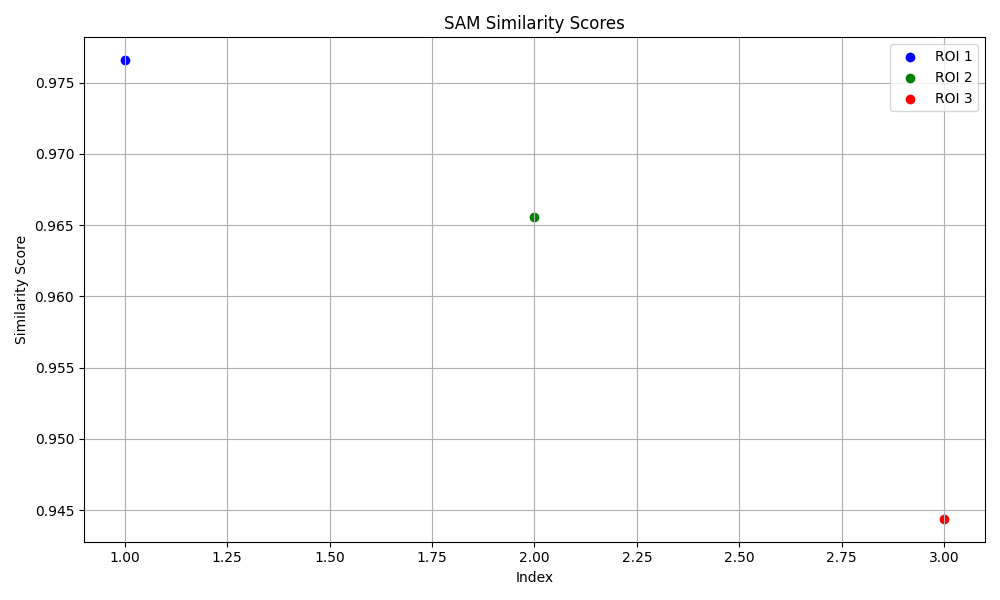 SAM Similarity Scores
ROI 1
ROI 2
ROI 3
Similarity Score
0.975
0.970
0.965
0.960
0.955
0.950
0.945
1.00 1.25 1.50 1.75 2.00 2.25 2.50 2.75 3.00
Index